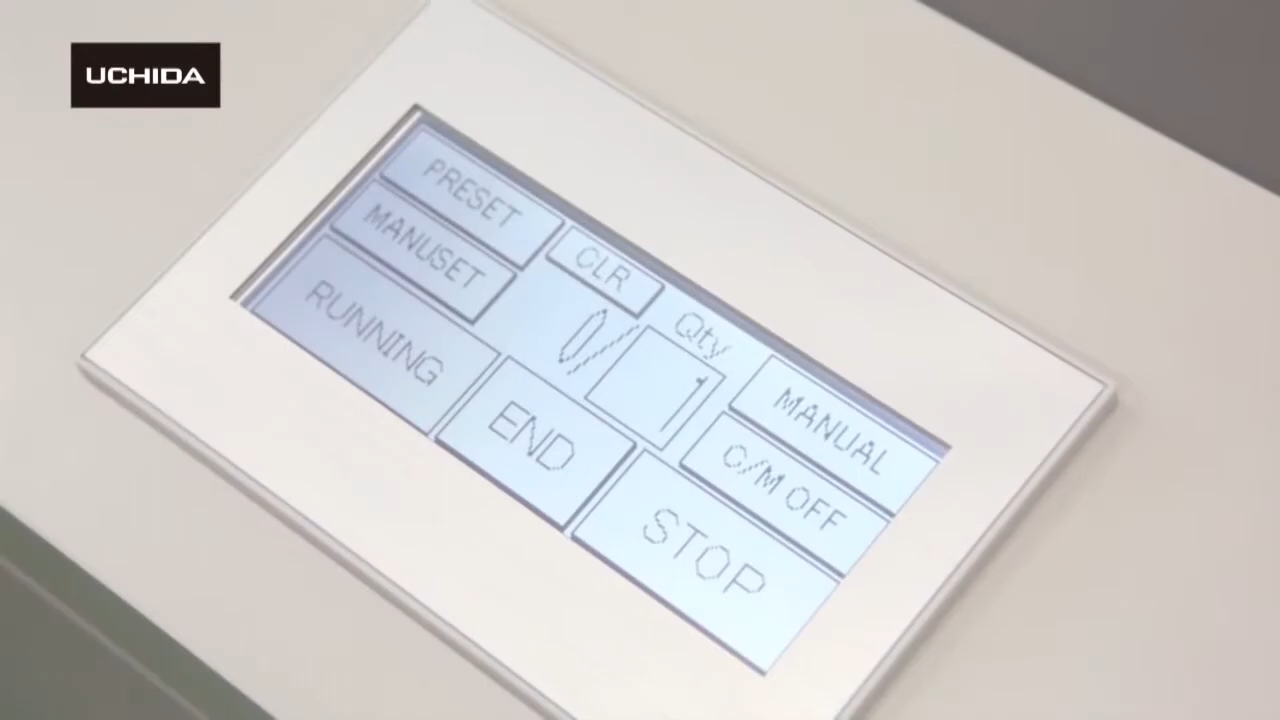 UCHIDA
PRESET
CLR
Qty
MANUAL
MANUSET
0/1
C/M OFF
RUNNING
END
STOP